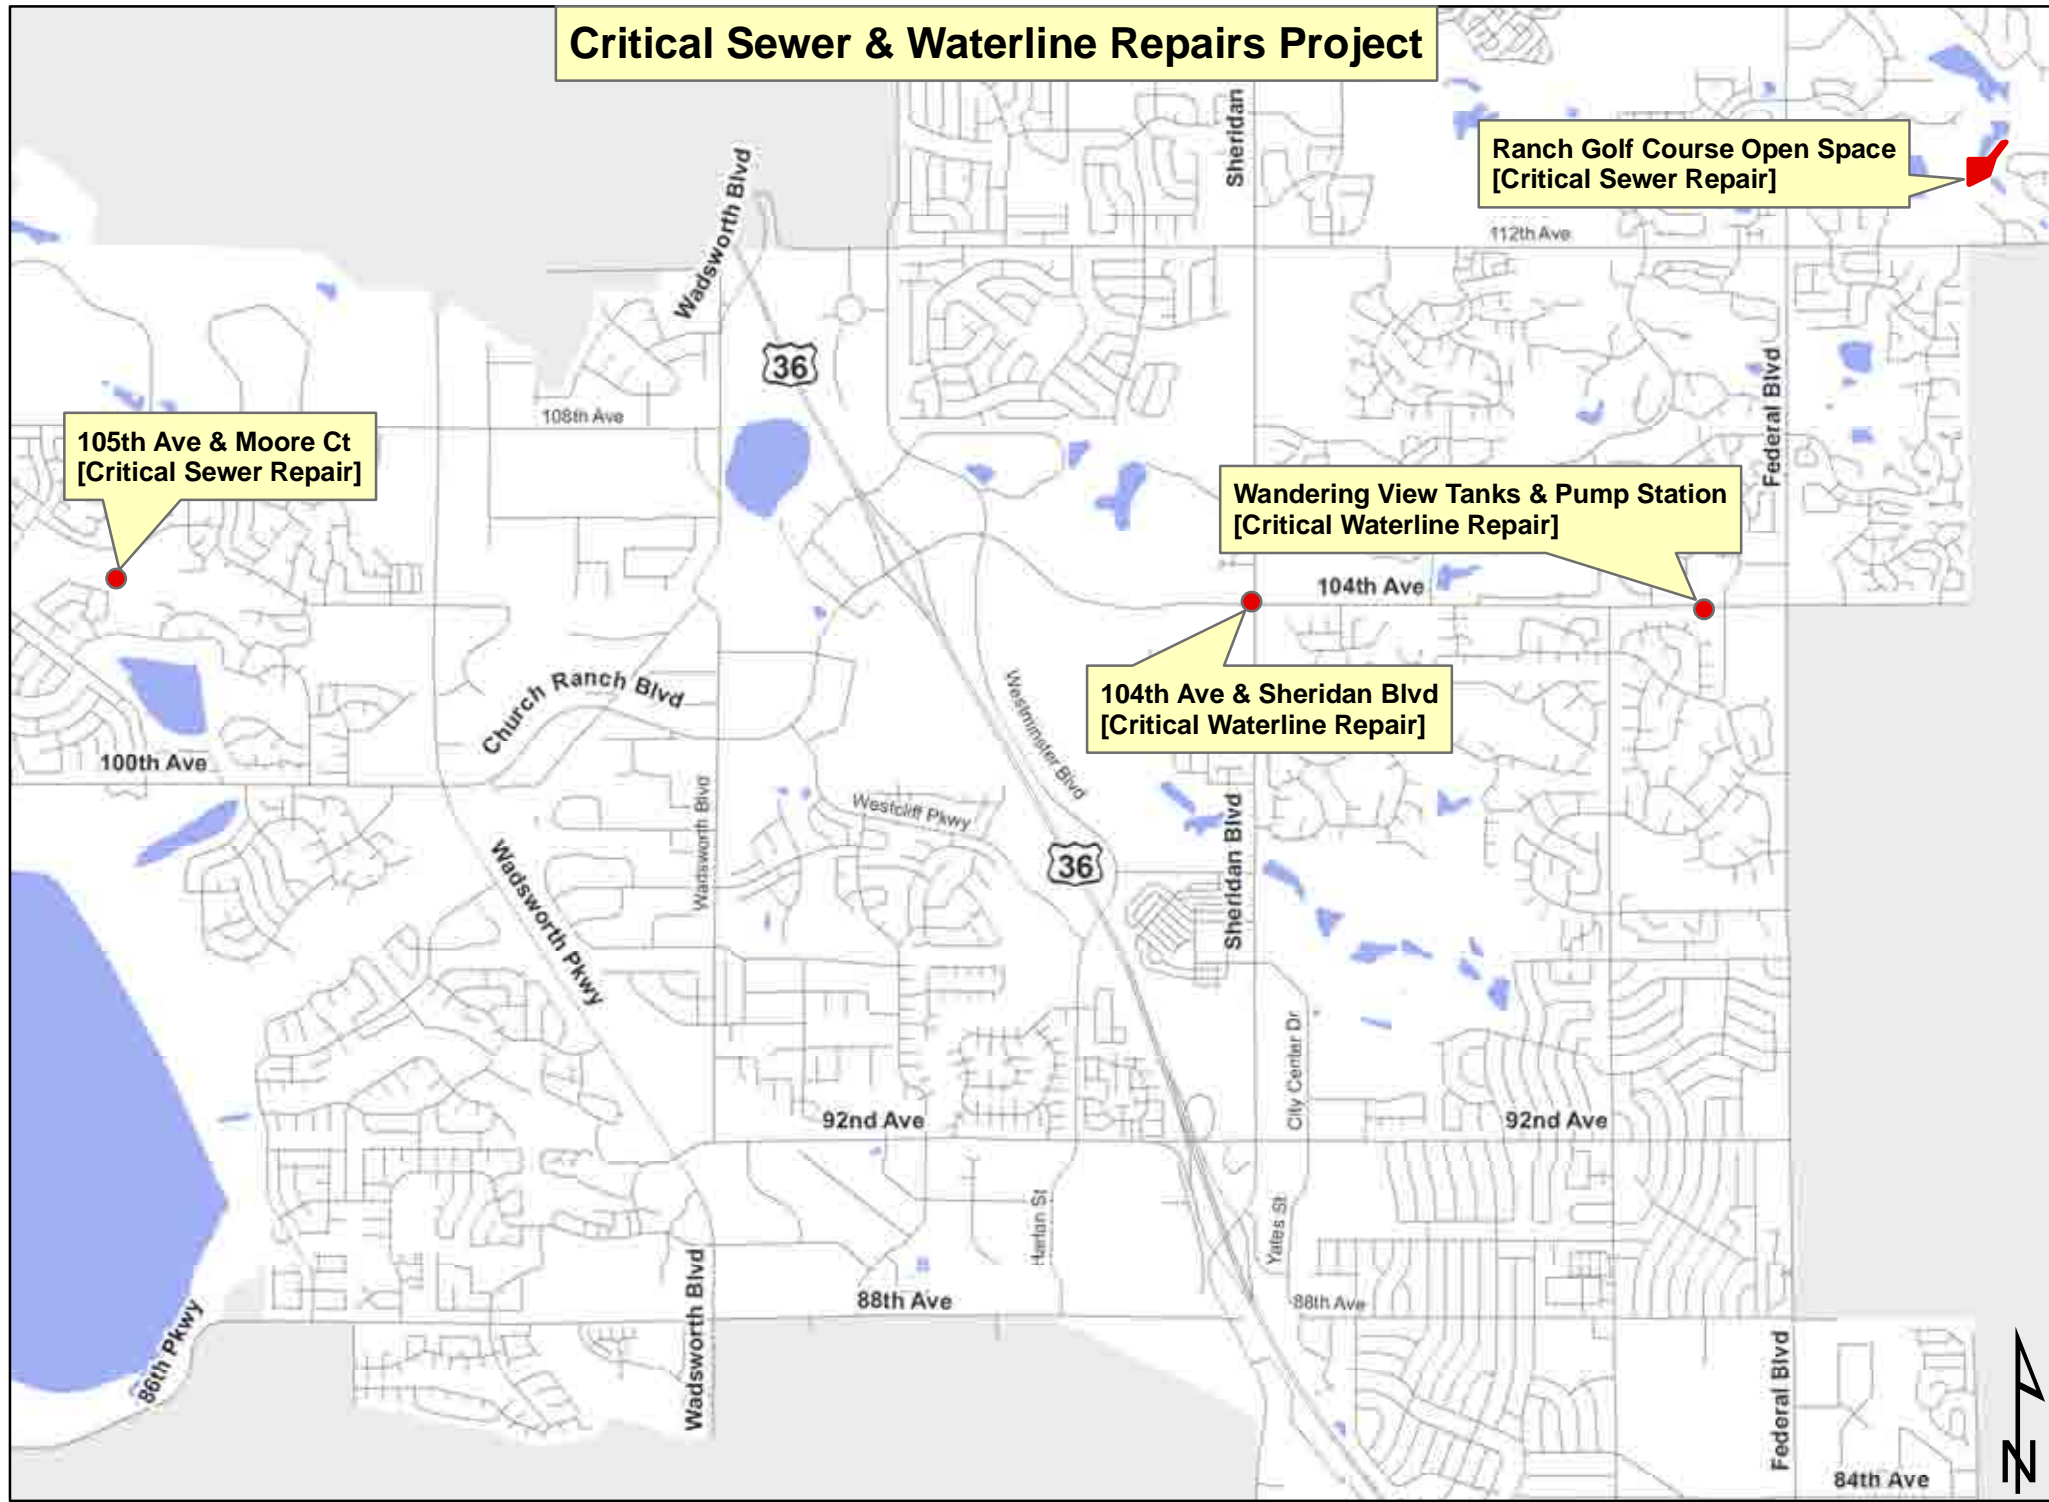 Critical Sewer & Waterline Repairs Project
Sheridan
Ranch Golf Course Open Space
[Critical Sewer Repair]
Wadsworth Blvd
112th Ave
36
Federal Blvd
108th Ave
105th Ave & Moore Ct
[Critical Sewer Repair]
Wandering View Tanks & Pump Station
[Critical Waterline Repair]
104th Ave
104th Ave & Sheridan Blvd
[Critical Waterline Repair]
Church Ranch Blvd
Westminster Blvd
100th Ave
Wadsworth Blvd
Westcliff Pkwy
36
Sheridan Blvd
Wadsworth Pkwy
City Center Dr
92nd Ave
92nd Ave
Harlan St
Yates St
Wadsworth Blvd
88th Ave
88th Ave
86th Pkwy
Federal Blvd
84th Ave
N